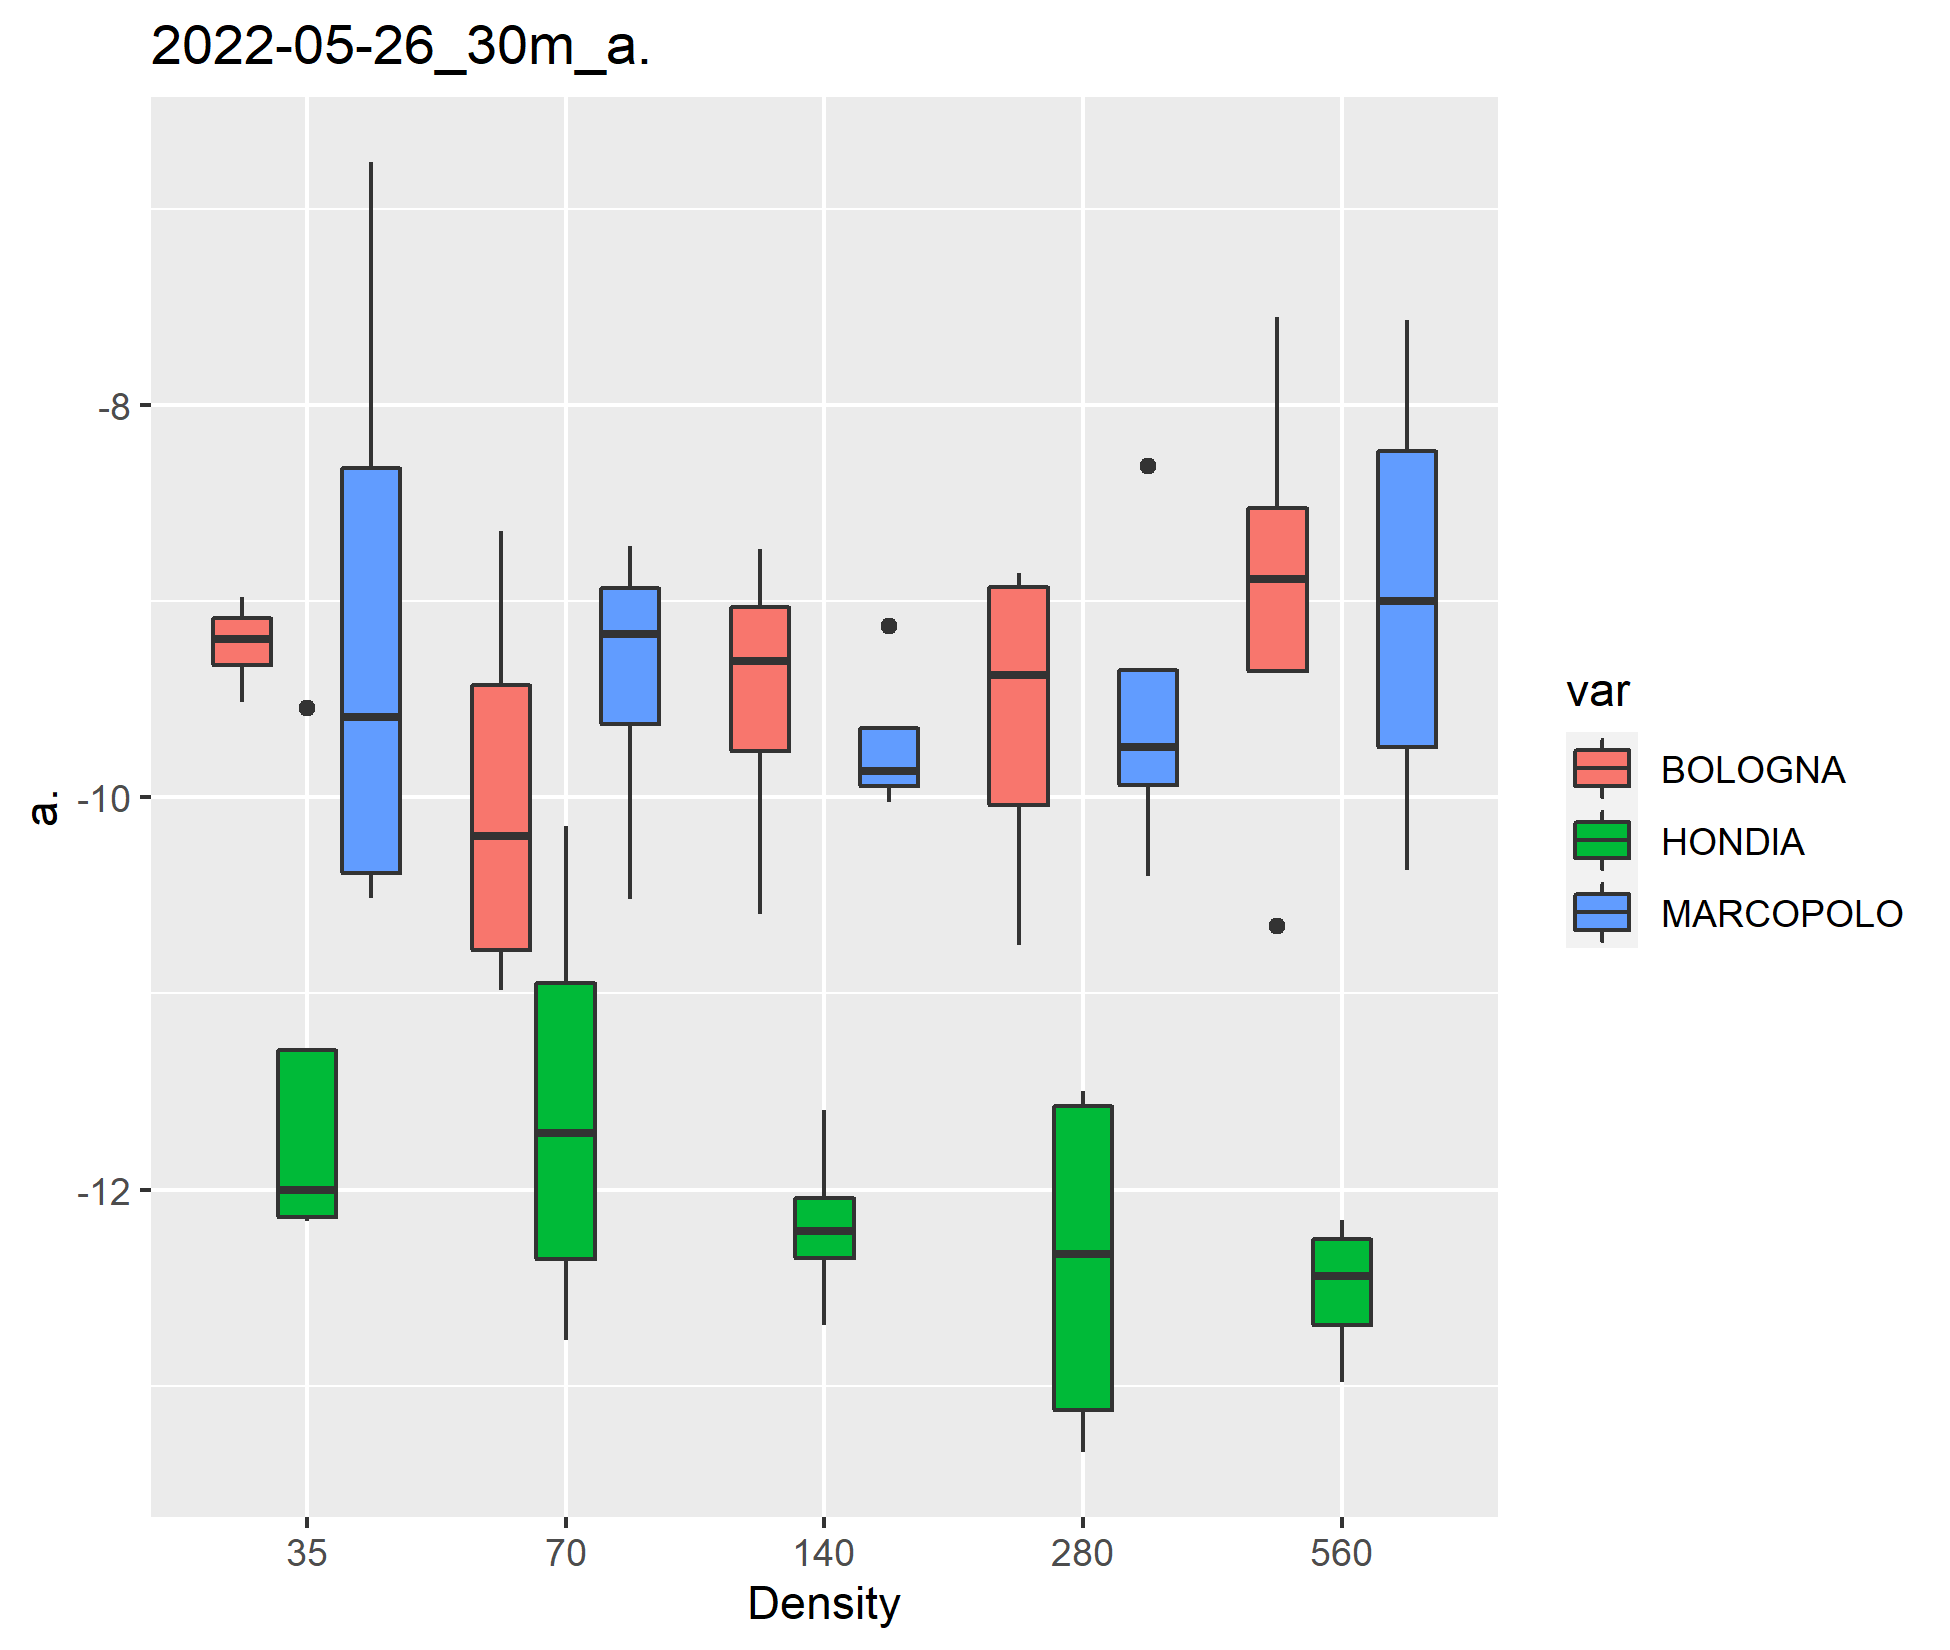 2022-05-26_30m_a.
-8
-10
-12
a.
35 70 140 280 560
Density
var
BOLOGNA
HONDIA
MARCOPOLO